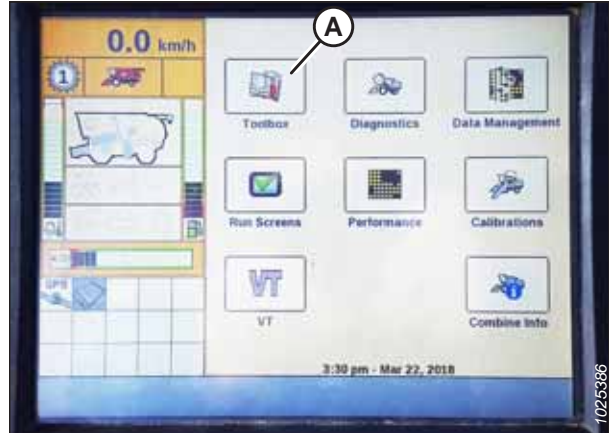 A
0.0 km/h
1
Toolbox
Diagnostics
Data Management
Run Screens
Performance
Calibrations
GPS
VT
VT
Combine Info
3:30 pm - Mar 22, 2018
1025386